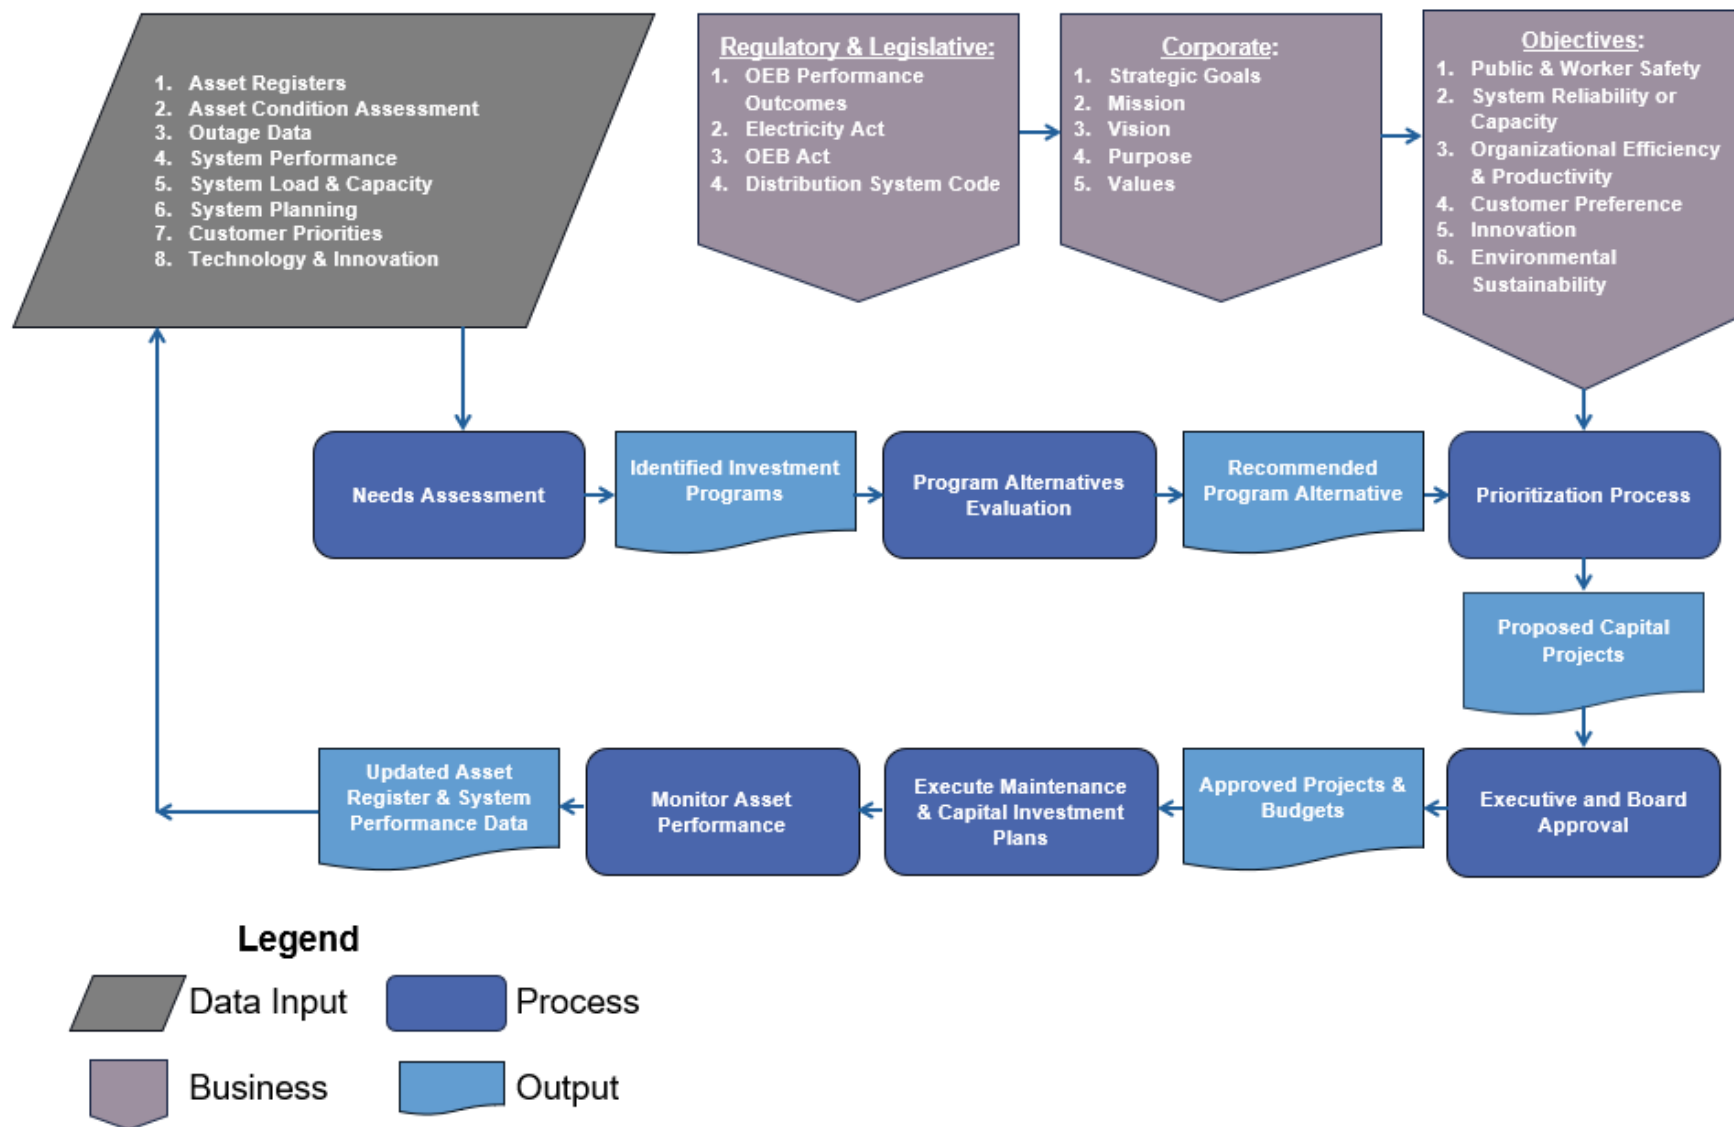 1. Asset Registers
2. Asset Condition Assessment
3. Outage Data
4. System Performance
5. System Load & Capacity
6. System Planning
7. Customer Priorities
8. Technology & Innovation
Regulatory & Legislative:
1. OEB Performance
Outcomes
2. Electricity Act
3. OEB Act
4. Distribution System Code
Corporate:
1. Strategic Goals
2. Mission
3. Vision
4. Purpose
5. Values
Objectives:
1. Public & Worker Safety
2. System Reliability or
Capacity
3. Organizational Efficiency
& Productivity
4. Customer Preference
5. Innovation
6. Environmental
Sustainability
Needs Assessment
Identified Investment
Programs
Program Alternatives
Evaluation
Recommended
Program Alternative
Prioritization Process
Proposed Capital
Projects
Updated Asset
Register & System
Performance Data
Monitor Asset
Performance
Execute Maintenance
& Capital Investment
Plans
Approved Projects &
Budgets
Executive and Board
Approval
Legend
Data Input
Process
Business
Output